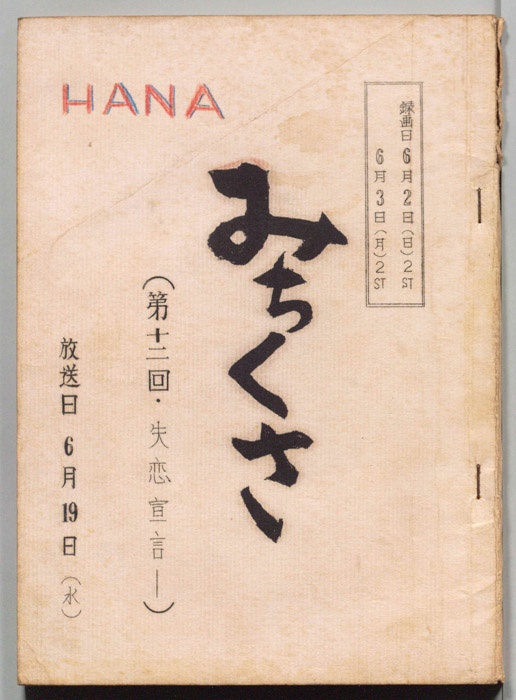 HANA
録画日 6月2日(日)2ST
6月3日(月)2ST
みちくさ
(第十二回・失恋宣言―)
放送日 6月19日(水)